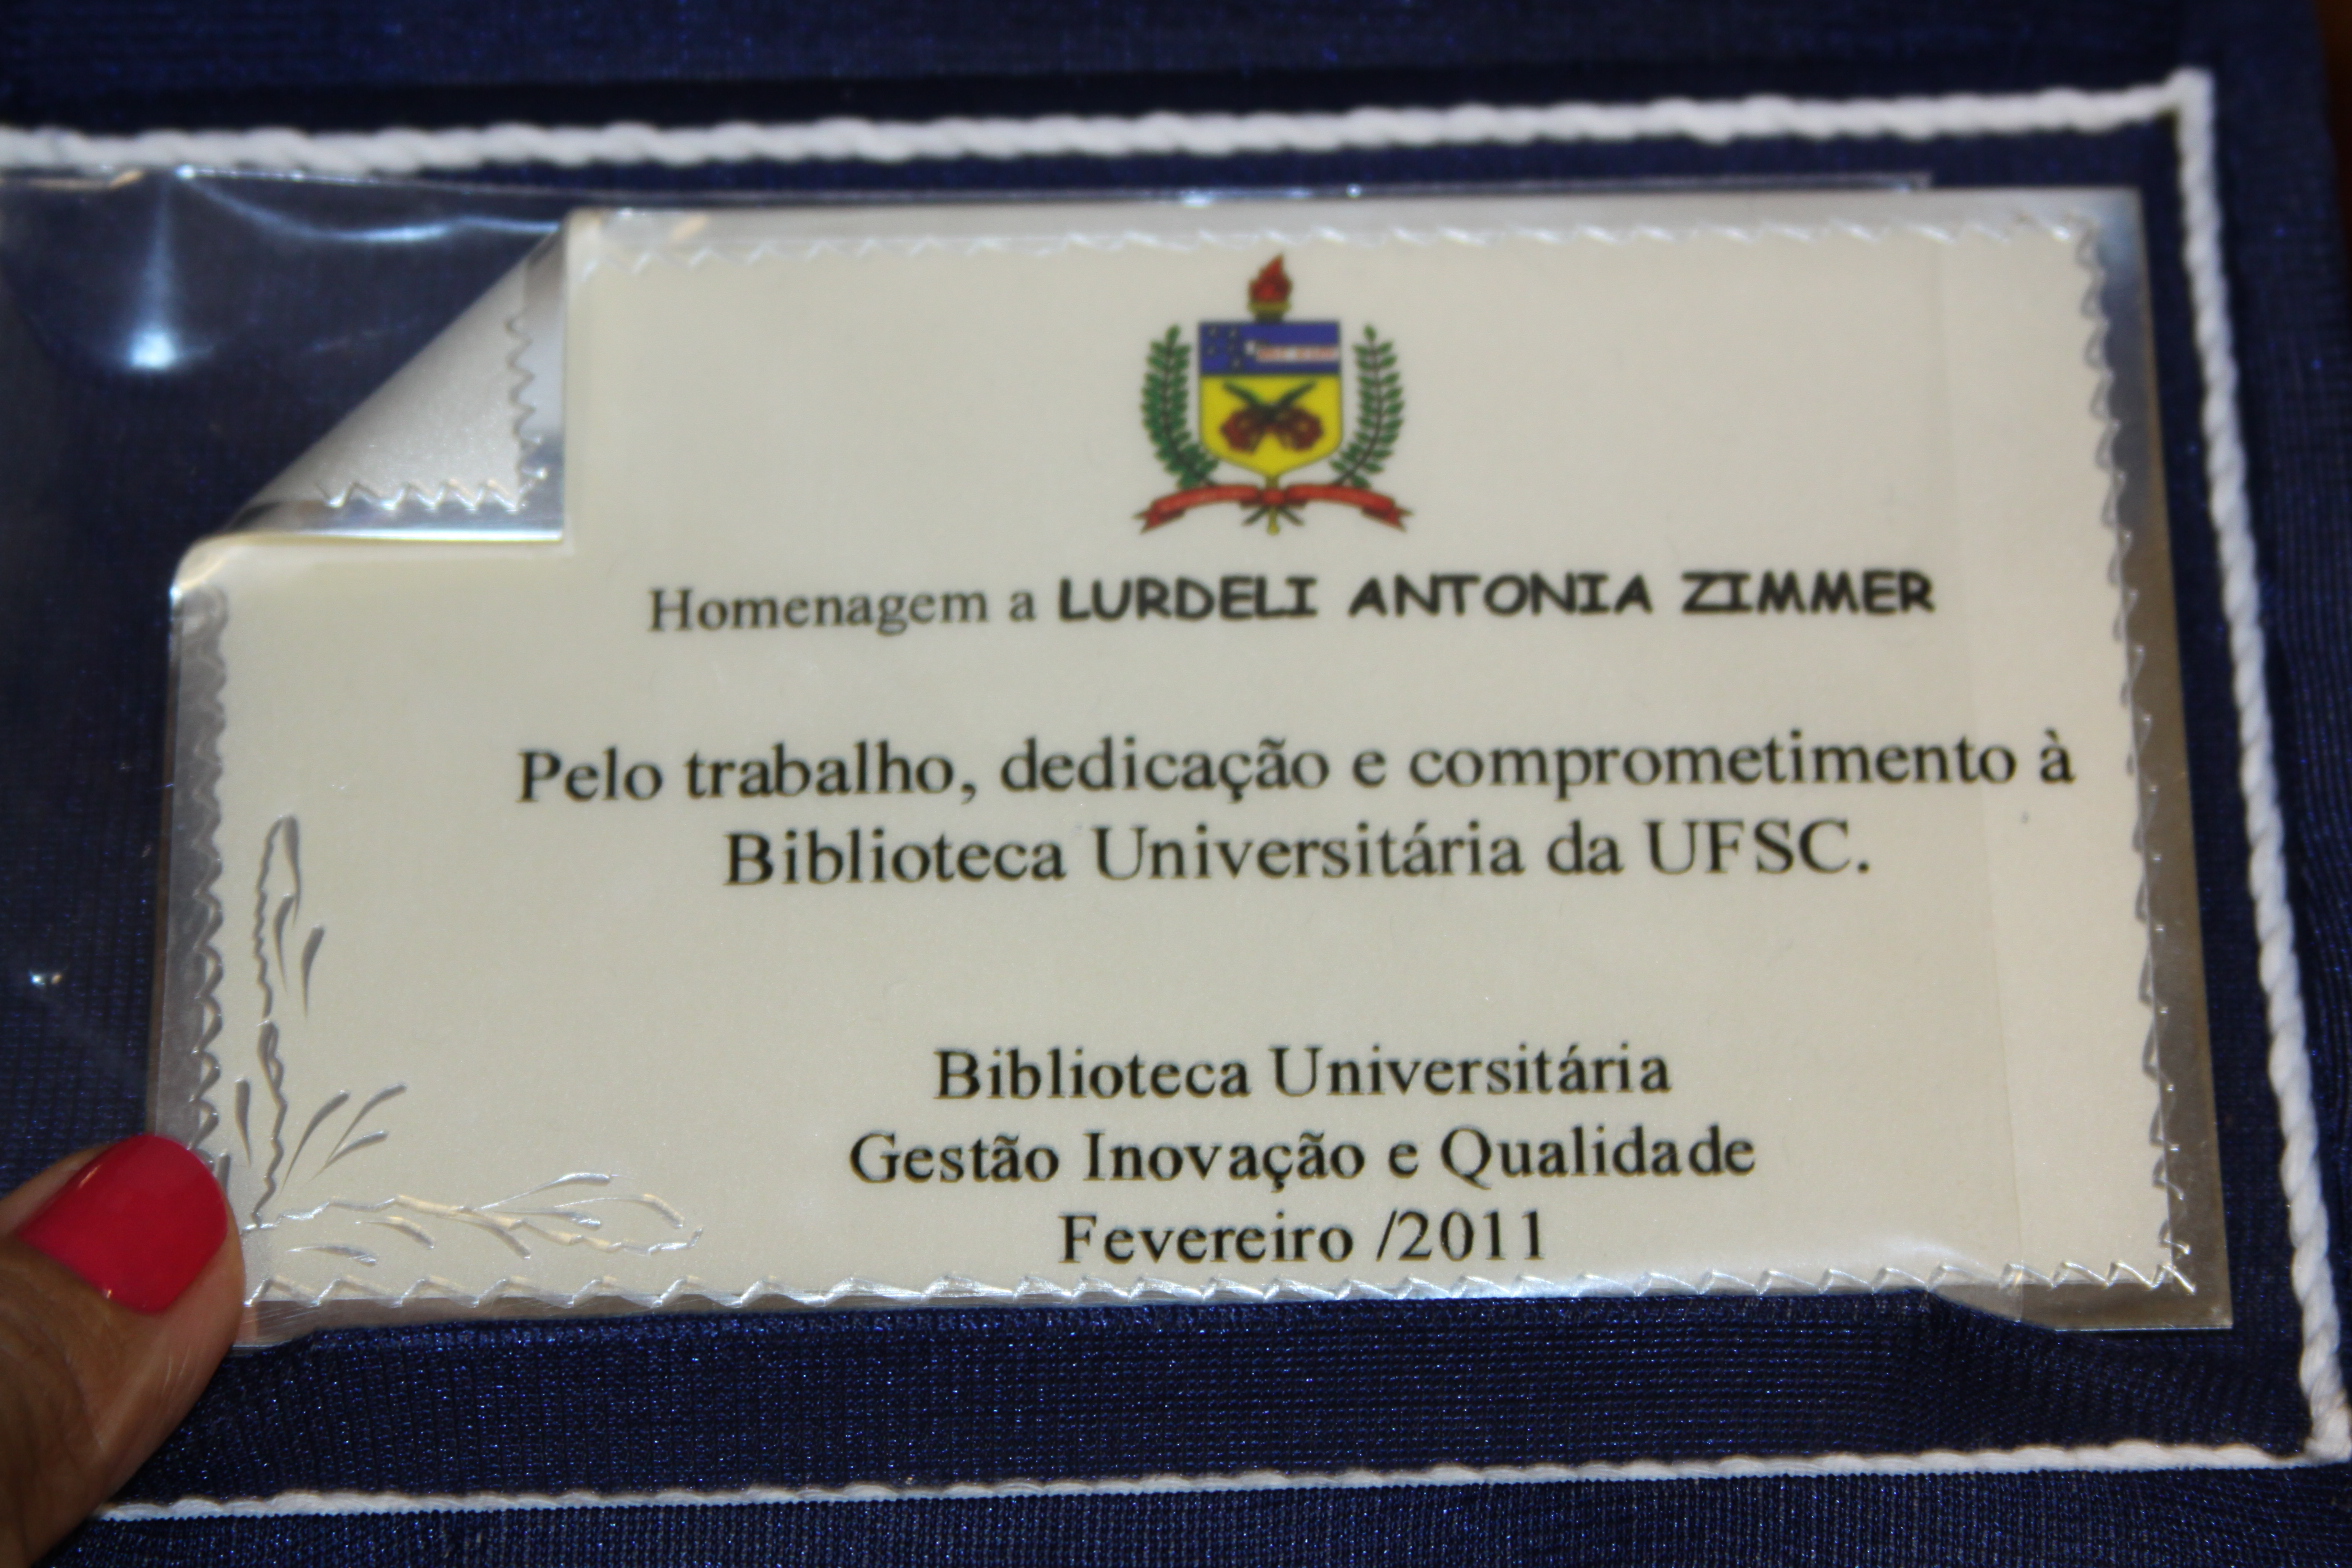 Homenagem a LURDELI ANTONIA ZIMMER
Pelo trabalho, dedicação e comprometimento à
Biblioteca Universitária da UFSC.
Biblioteca Universitária
Gestão Inovação e Qualidade
Fevereiro /2011